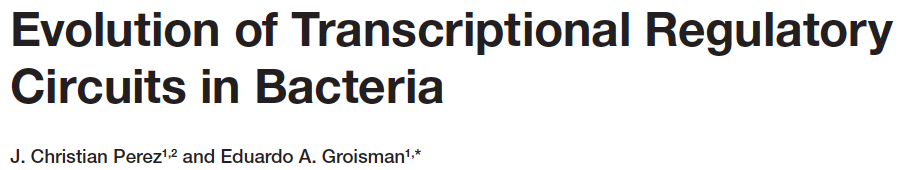 Evolution of Transcriptional Regulatory
Circuits in Bacteria
J. Christian Perez¹,² and Eduardo A. Groisman¹,*